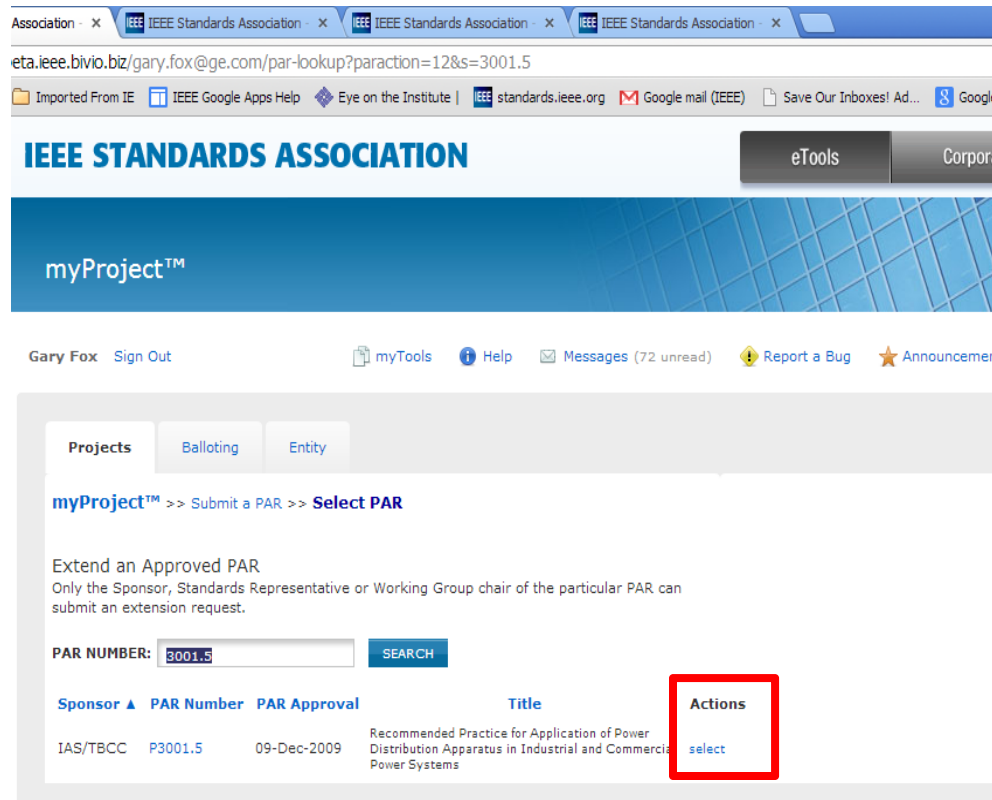 Association - × IEEE IEEE Standards Association - × IEEE IEEE Standards Association - × IEEE IEEE Standards Association - ×
eta.ieee.bivio.biz/gary.fox@ge.com/par-lookup?paraction=12&s=3001.5
Imported From IE IEEE Google Apps Help Eye on the Institute | IEEE standards.ieee.org Google mail (IEEE) Save Our Inboxes! Ad... 8 Googl
IEEE STANDARDS ASSOCIATION
eTools Corpor
myProject™
Gary Fox Sign Out myTools Help Messages (72 unread) Report a Bug Announcemen
Projects Balloting Entity
myProject™ >> Submit a PAR >> Select PAR
Extend an Approved PAR
Only the Sponsor, Standards Representative or Working Group chair of the particular PAR can
submit an extension request.
PAR NUMBER: 3001.5 SEARCH
Sponsor ▲ PAR Number PAR Approval Title Actions
IAS/TBCC P3001.5 09-Dec-2009 Recommended Practice for Application of Power
Distribution Apparatus in Industrial and Commercia select
Power Systems